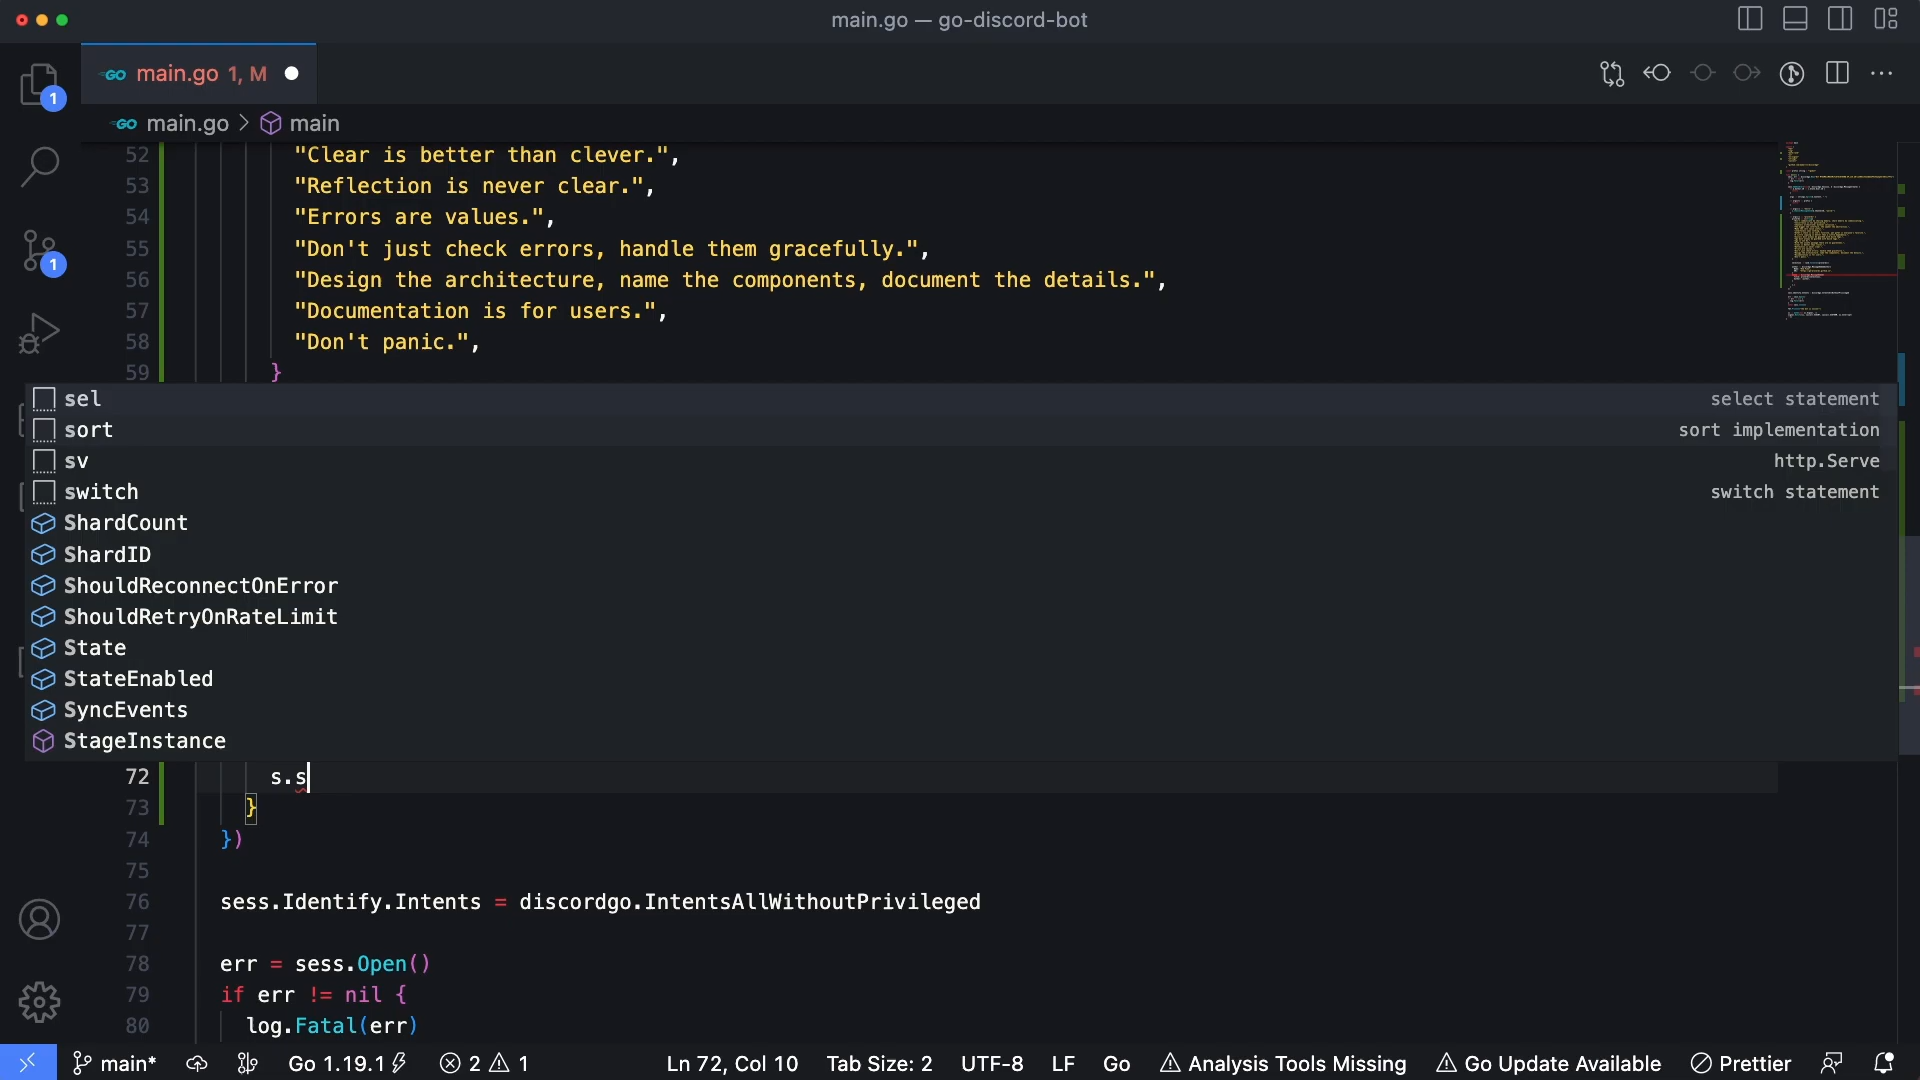 main.go — go-discord-bot
GO main.go 1, M
GO main.go > main
1
1
52 "Clear is better than clever.",
53 "Reflection is never clear.",
54 "Errors are values.",
55 "Don't just check errors, handle them gracefully.",
56 "Design the architecture, name the components, document the details.",
57 "Documentation is for users.",
58 "Don't panic.",
59 }
sel select statement
sort sort implementation
sv http.Serve
switch switch statement
ShardCount
ShardID
ShouldReconnectOnError
ShouldRetryOnRateLimit
State
StateEnabled
SyncEvents
StageInstance
72 s.s
73 }
74 })
75
76 sess.Identify.Intents = discordgo.IntentsAllWithoutPrivileged
77
78 err = sess.Open()
79 if err != nil {
80 log.Fatal(err)
main* Go 1.19.1 2 1 Ln 72, Col 10 Tab Size: 2 UTF-8 LF Go Analysis Tools Missing Go Update Available Prettier